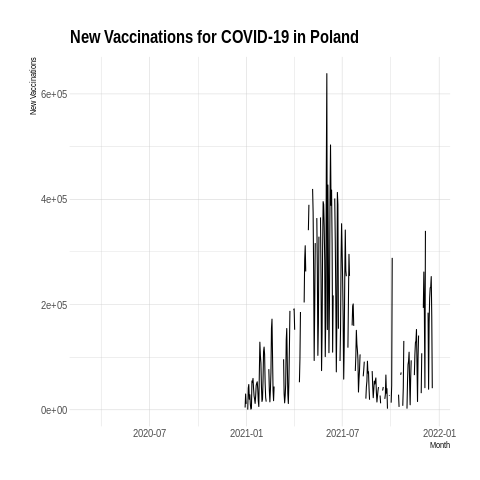 New Vaccinations for COVID-19 in Poland
New Vaccinations
6e+05
4e+05
2e+05
0e+00
2020-07 2021-01 2021-07 2022-01
Month